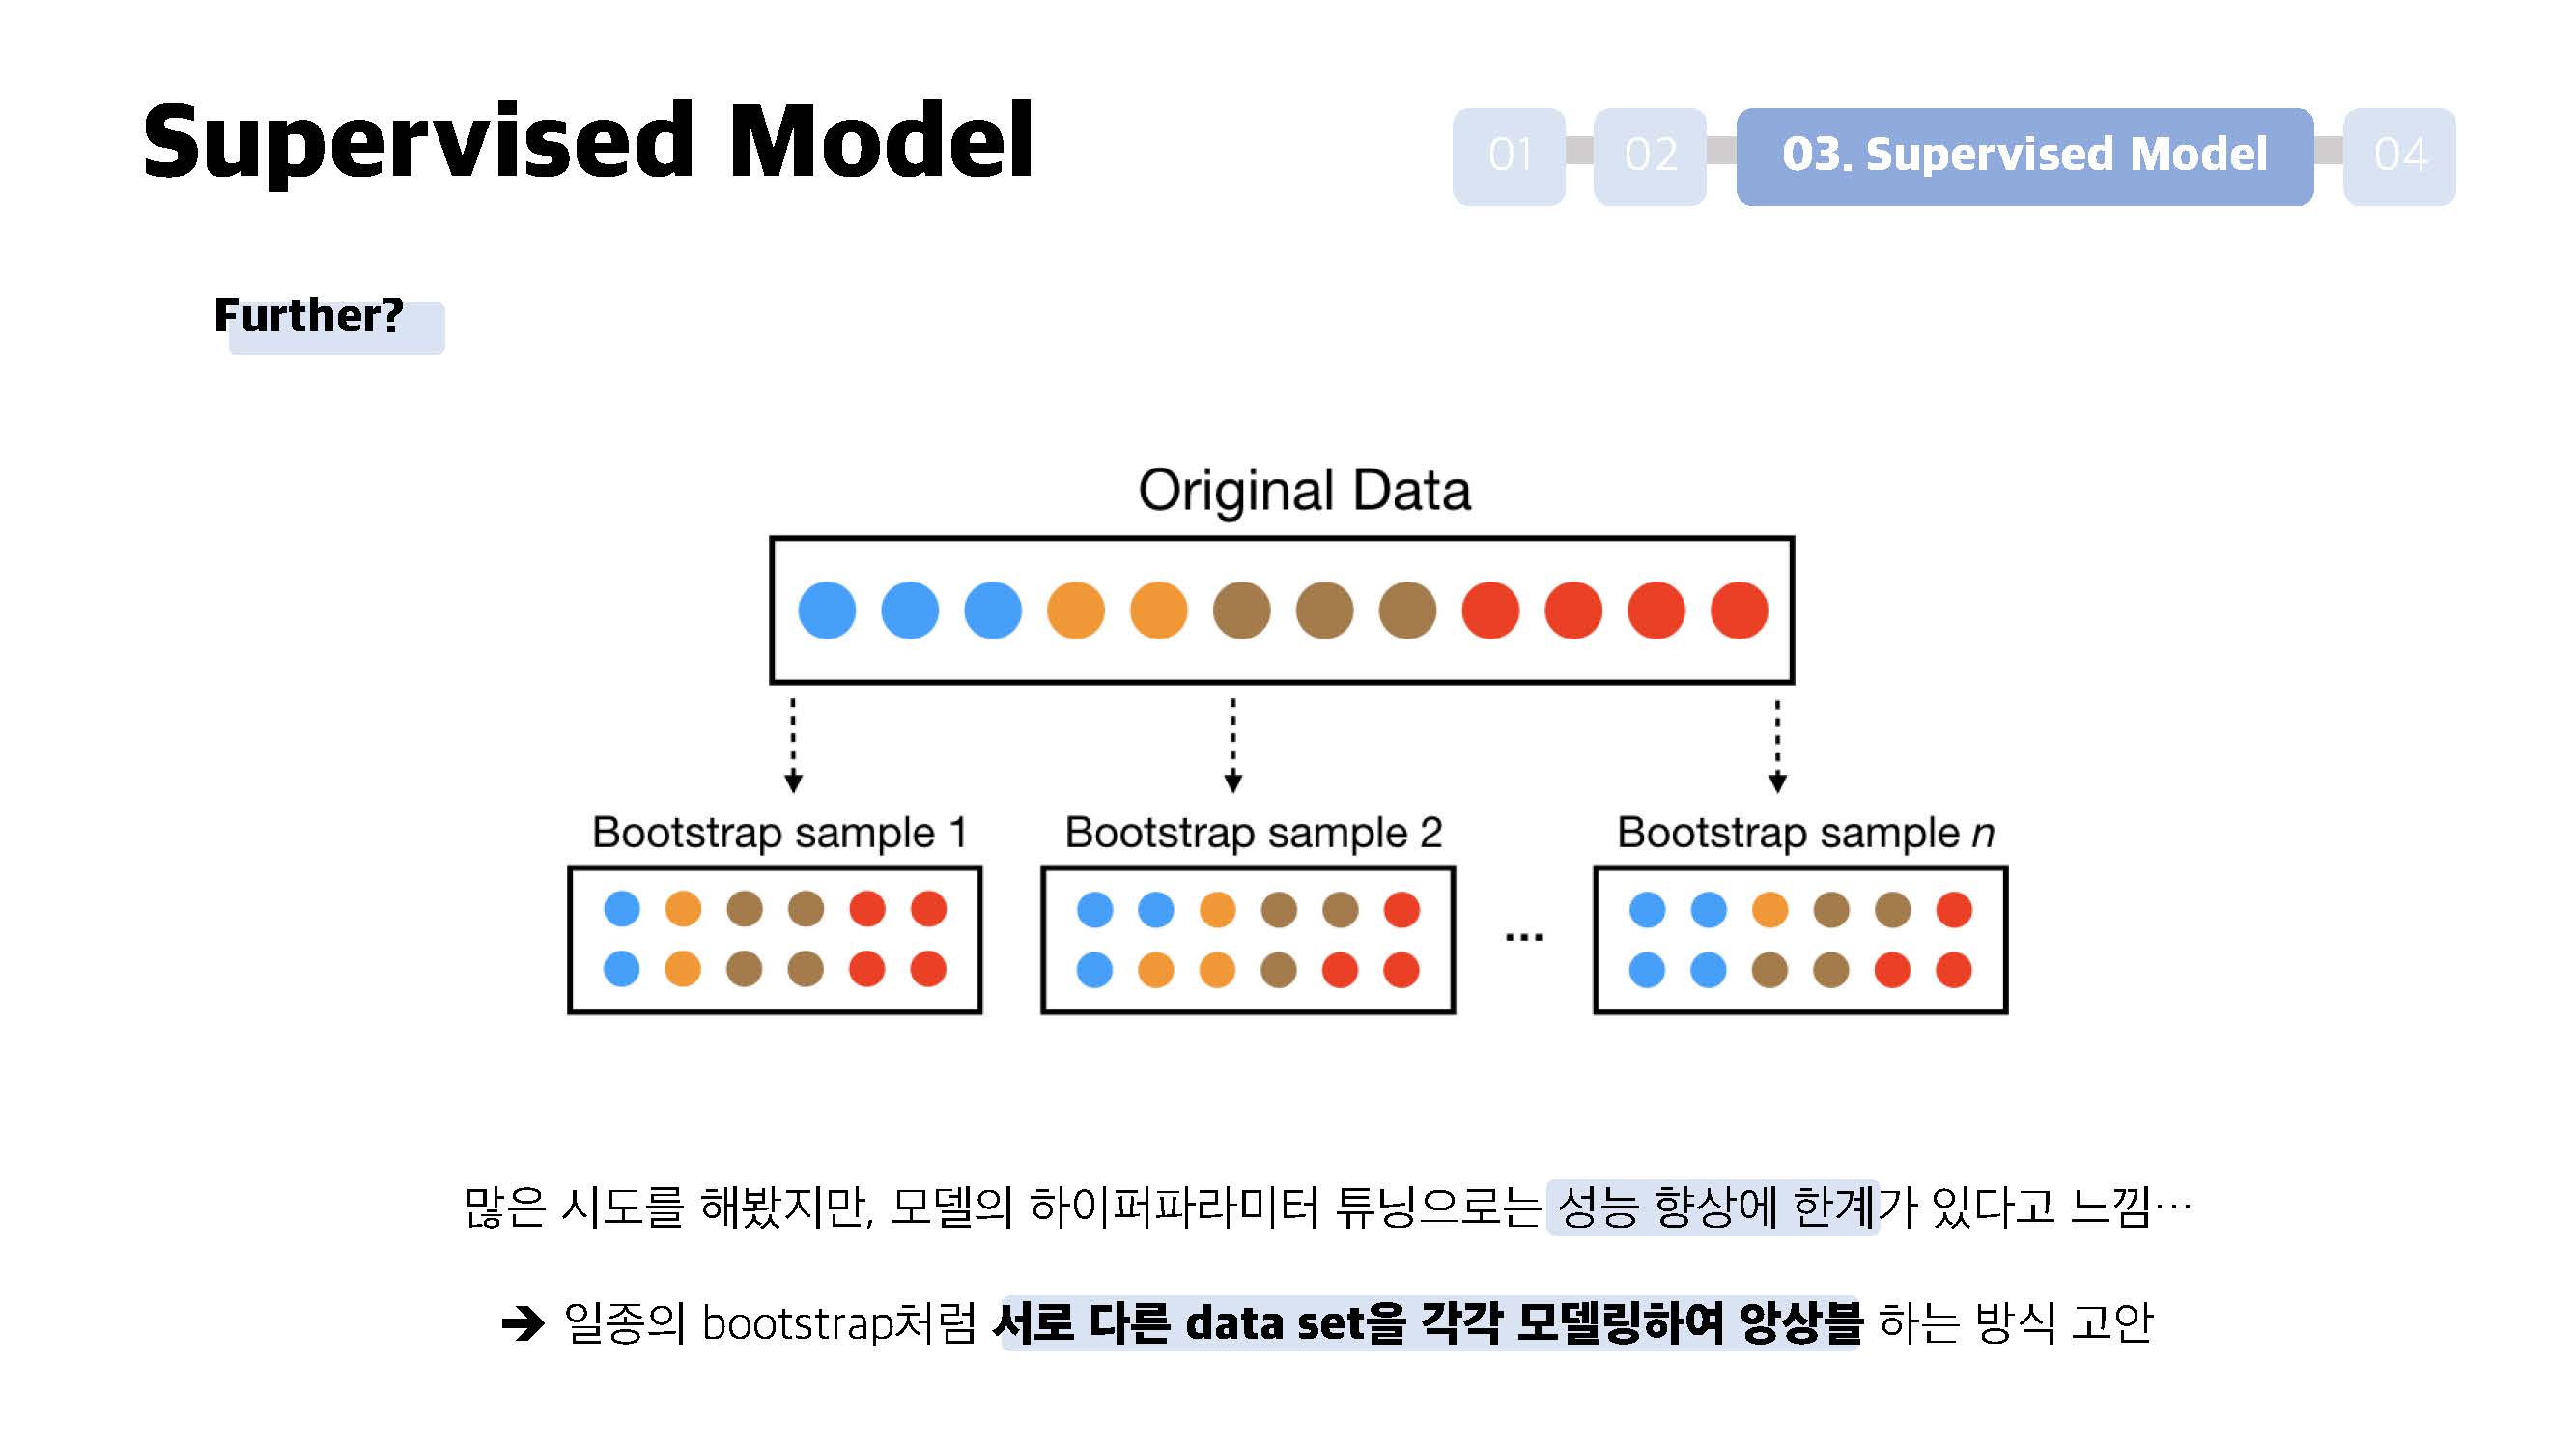 Supervised Model
01
02
03. Supervised Model
04
Further?
Original Data
Bootstrap sample 1
Bootstrap sample 2
...
Bootstrap sample n
많은 시도를 해봤지만, 모델의 하이퍼파라미터 튜닝으로는 성능 향상에 한계가 있다고 느낌…
➔ 일종의 bootstrap처럼 서로 다른 data set을 각각 모델링하여 앙상블 하는 방식 고안